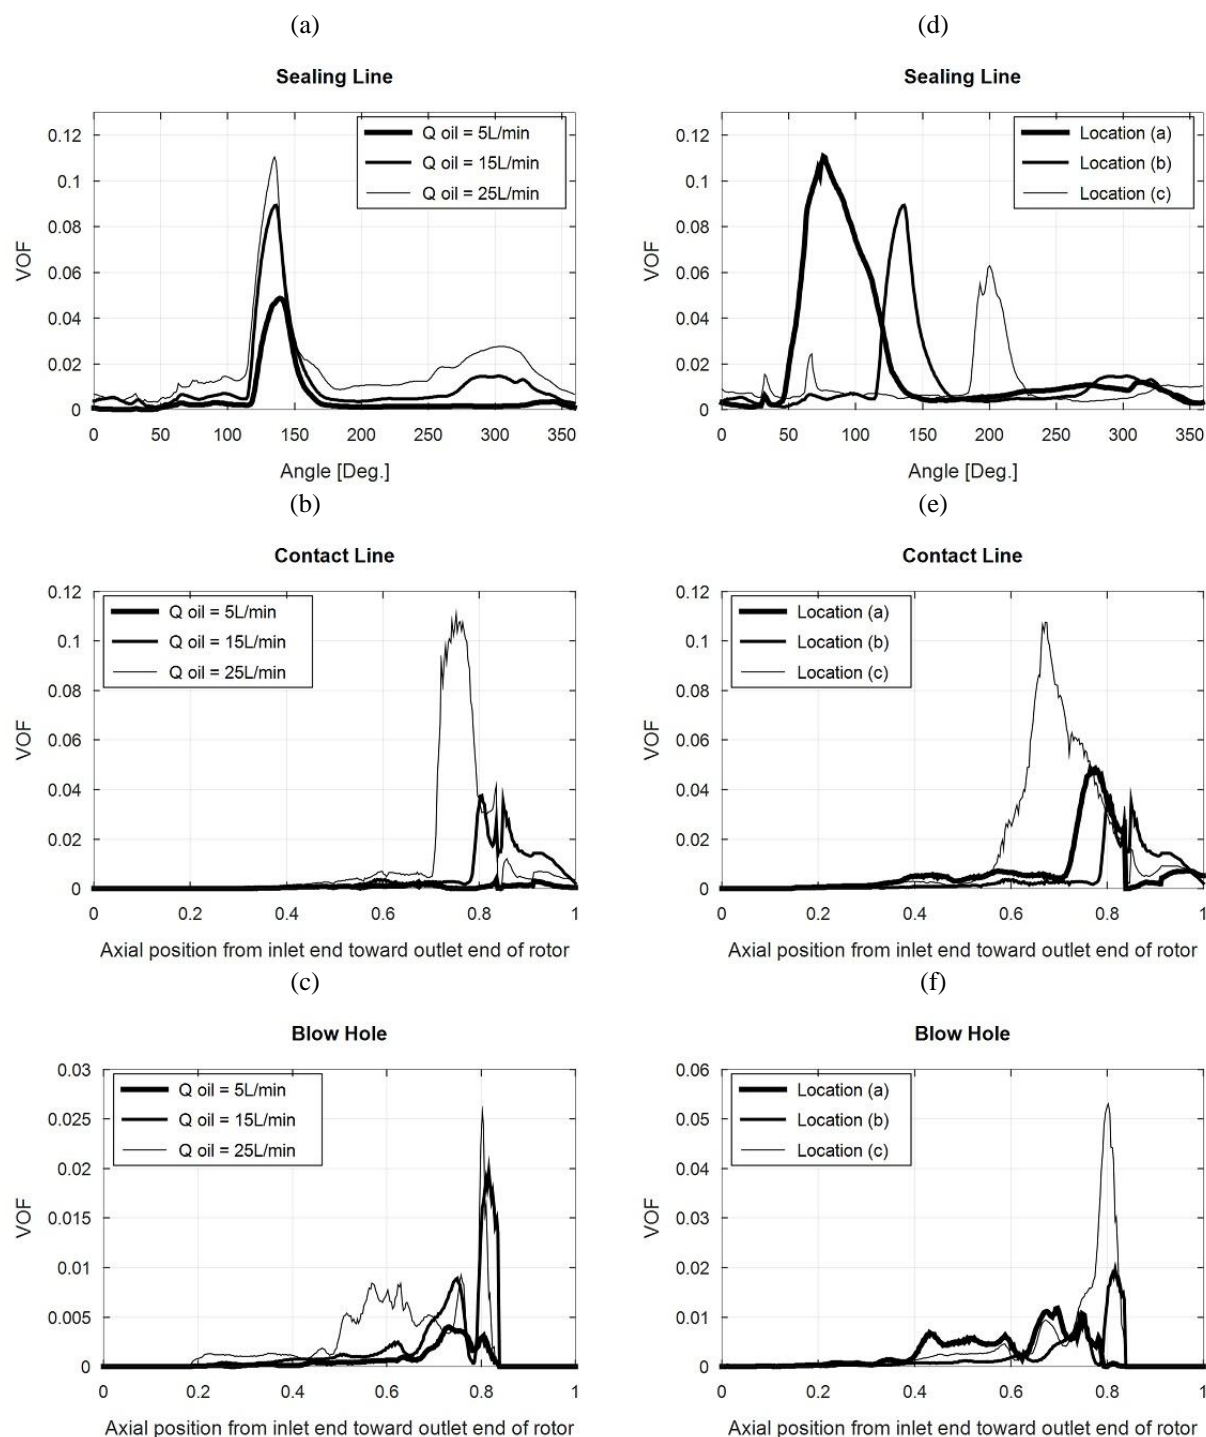 (a)
Sealing Line
0.12
0.1
0.08
0.06
0.04
0.02
0
VOF
Q oil = 5L/min
Q oil = 15L/min
Q oil = 25L/min
0 50 100 150 200 250 300 350
Angle [Deg.]
(d)
Sealing Line
0.12
0.1
0.08
0.06
0.04
0.02
0
VOF
Location (a)
Location (b)
Location (c)
0 50 100 150 200 250 300 350
Angle [Deg.]
(b)
Contact Line
0.12
0.1
0.08
0.06
0.04
0.02
0
VOF
Q oil = 5L/min
Q oil = 15L/min
Q oil = 25L/min
0 0.2 0.4 0.6 0.8 1
Axial position from inlet end toward outlet end of rotor
(e)
Contact Line
0.12
0.1
0.08
0.06
0.04
0.02
0
VOF
Location (a)
Location (b)
Location (c)
0 0.2 0.4 0.6 0.8 1
Axial position from inlet end toward outlet end of rotor
(c)
Blow Hole
0.03
0.025
0.02
0.015
0.01
0.005
0
VOF
Q oil = 5L/min
Q oil = 15L/min
Q oil = 25L/min
0 0.2 0.4 0.6 0.8 1
Axial position from inlet end toward outlet end of rotor
(f)
Blow Hole
0.06
0.05
0.04
0.03
0.02
0.01
0
VOF
Location (a)
Location (b)
Location (c)
0 0.2 0.4 0.6 0.8 1
Axial position from inlet end toward outlet end of rotor